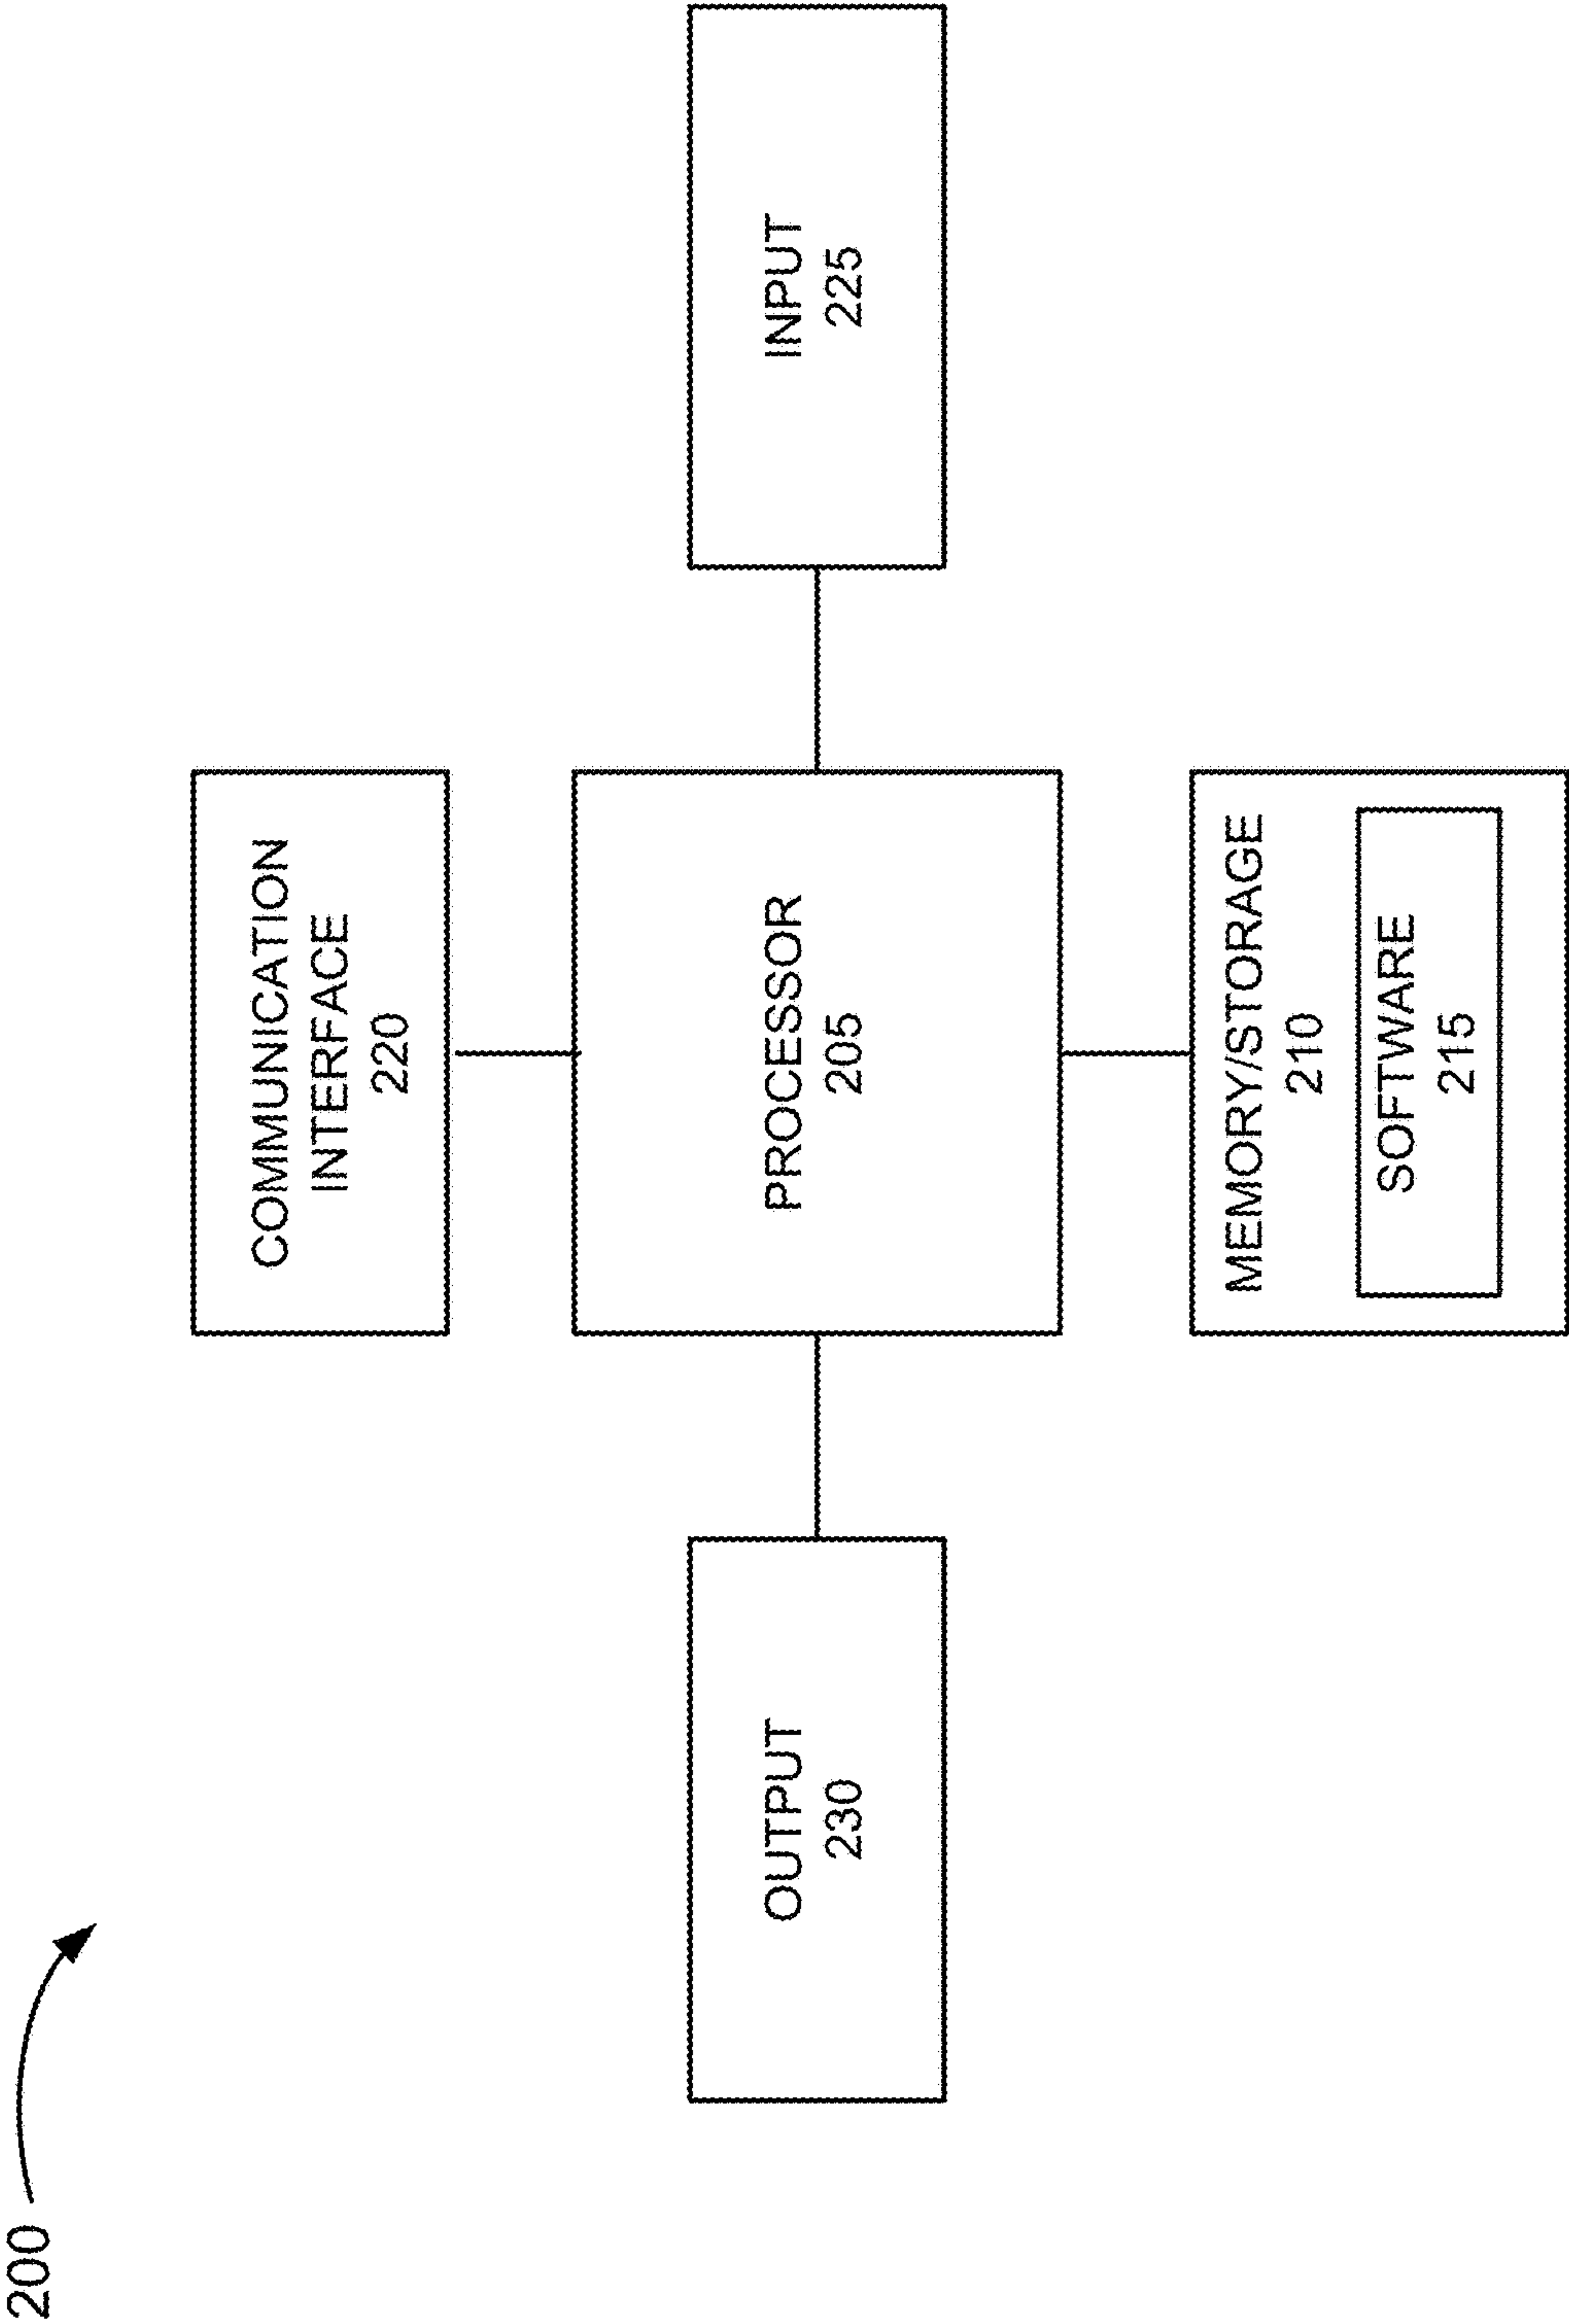 200
COMMUNICATION
INTERFACE
220
OUTPUT
230
PROCESSOR
205
INPUT
225
MEMORY/STORAGE
210
SOFTWARE
215